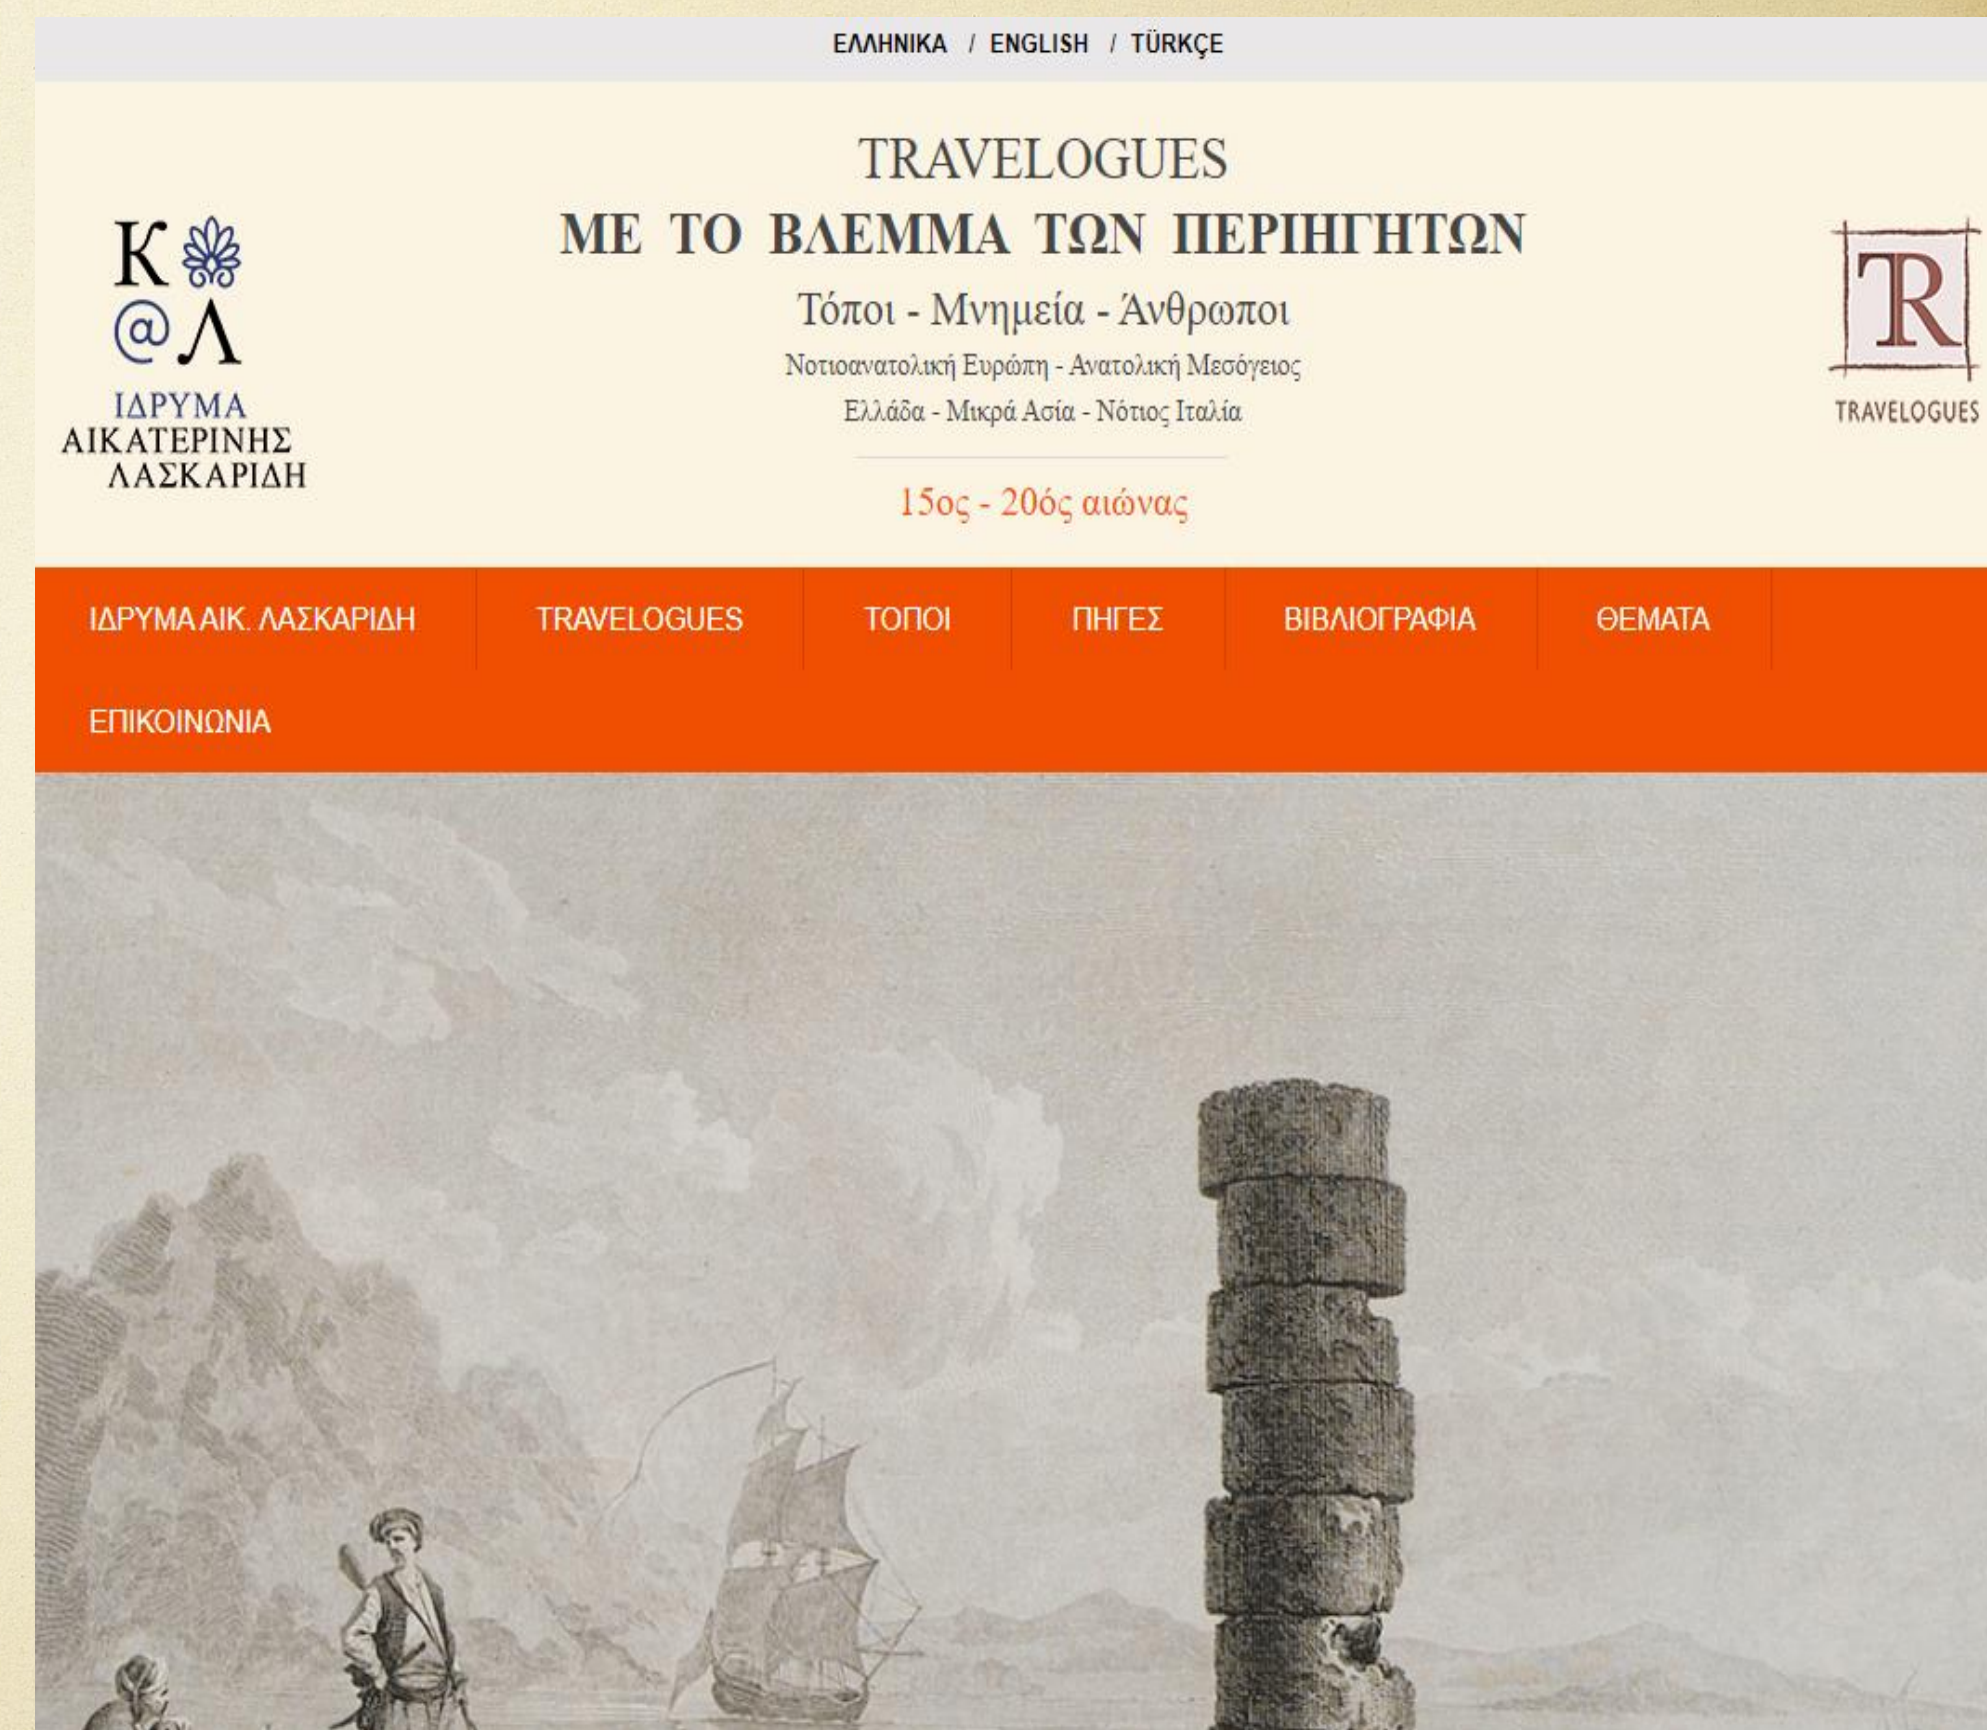 ΕΛΛΗΝΙΚΑ / ENGLISH / TÜRKÇE
TRAVELOGUES
ΜΕ ΤΟ ΒΛΕΜΜΑ ΤΩΝ ΠΕΡΙΗΓΗΤΩΝ
Τόποι - Μνημεία - Άνθρωποι
Νοτιοανατολική Ευρώπη - Ανατολική Μεσόγειος
Ελλάδα - Μικρά Ασία - Νότιος Ιταλία
15ος - 20ός αιώνας
Κ
@Λ
ΙΔΡΥΜΑ
ΑΙΚΑΤΕΡΙΝΗΣ
ΛΑΣΚΑΡΙΔΗ
TR
TRAVELOGUES
ΙΔΡΥΜΑ ΑΙΚ. ΛΑΣΚΑΡΙΔΗ TRAVELOGUES ΤΟΠΟΙ ΠΗΓΕΣ ΒΙΒΛΙΟΓΡΑΦΙΑ ΘΕΜΑΤΑ
ΕΠΙΚΟΙΝΩΝΙΑ